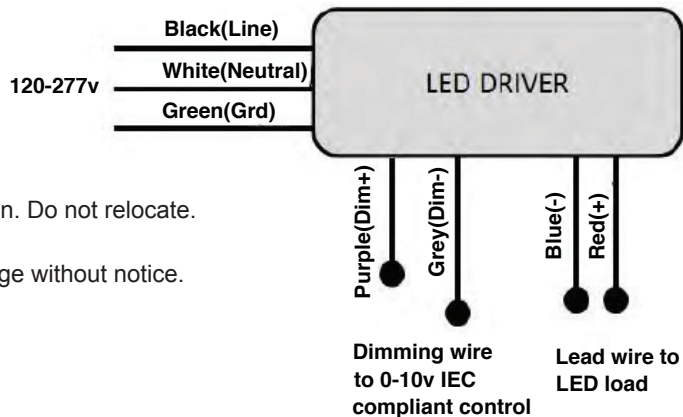 Black(Line)
120-277v
White(Neutral)
Green(Grd)
LED DRIVER
n. Do not relocate.
ge without notice.
Purple(Dim+)
Grey(Dim-)
Blue(-)
Red(+)
Dimming wire
to 0-10v IEC
compliant control
Lead wire to
LED load